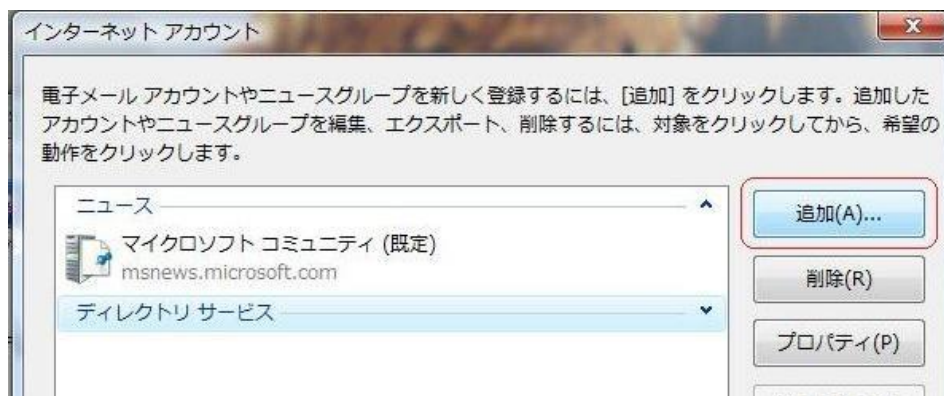 インターネット アカウント
電子メール アカウントやニュースグループを新しく登録するには、[追加] をクリックします。追加した
アカウントやニュースグループを編集、エクスポート、削除するには、対象をクリックしてから、希望の
動作をクリックします。
ニュース
マイクロソフト コミュニティ (既定)
msnews.microsoft.com
ディレクトリ サービス
追加(A)...
削除(R)
プロパティ(P)